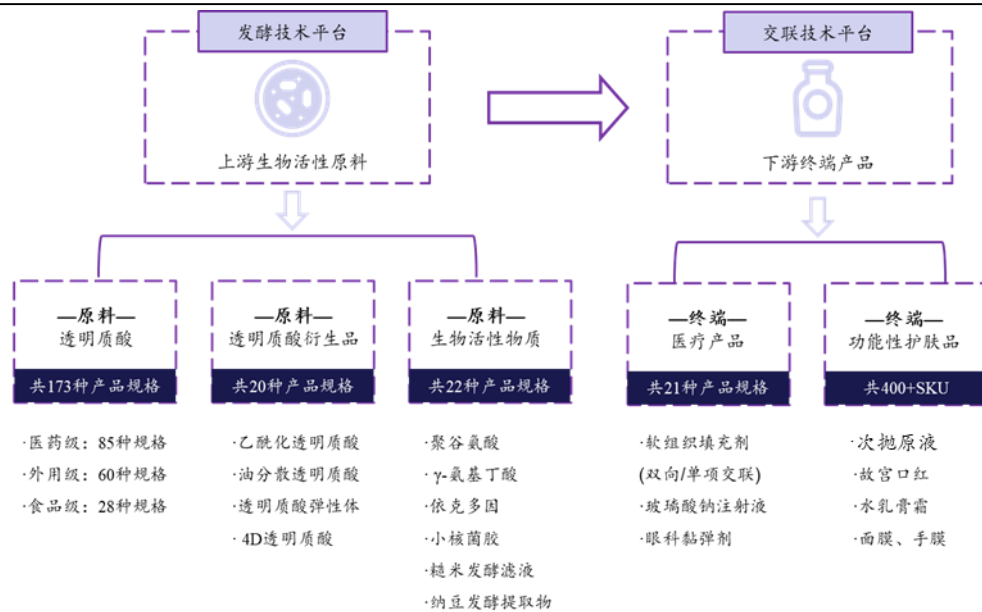 发酵技术平台
上游生物活性原料
交联技术平台
下游终端产品
—原料—
透明质酸
共173种产品规格
·医药级：85种规格
·外用级：60种规格
·食品级：28种规格
—原料—
透明质酸衍生品
共20种产品规格
·乙酰化透明质酸
·油分散透明质酸
·透明质酸弹性体
·4D透明质酸
—原料—
生物活性物质
共22种产品规格
·聚谷氨酸
·γ-氨基丁酸
·依克多因
·小核菌胶
·糙米发酵滤液
·纳豆发酵提取物
—终端—
医疗产品
共21种产品规格
·软组织填充剂
(双向/单项交联)
·玻璃酸钠注射液
·眼科黏弹剂
—终端—
功能性护肤品
共400+SKU
·次抛原液
·故宫口红
·水乳膏霜
·面膜、手膜